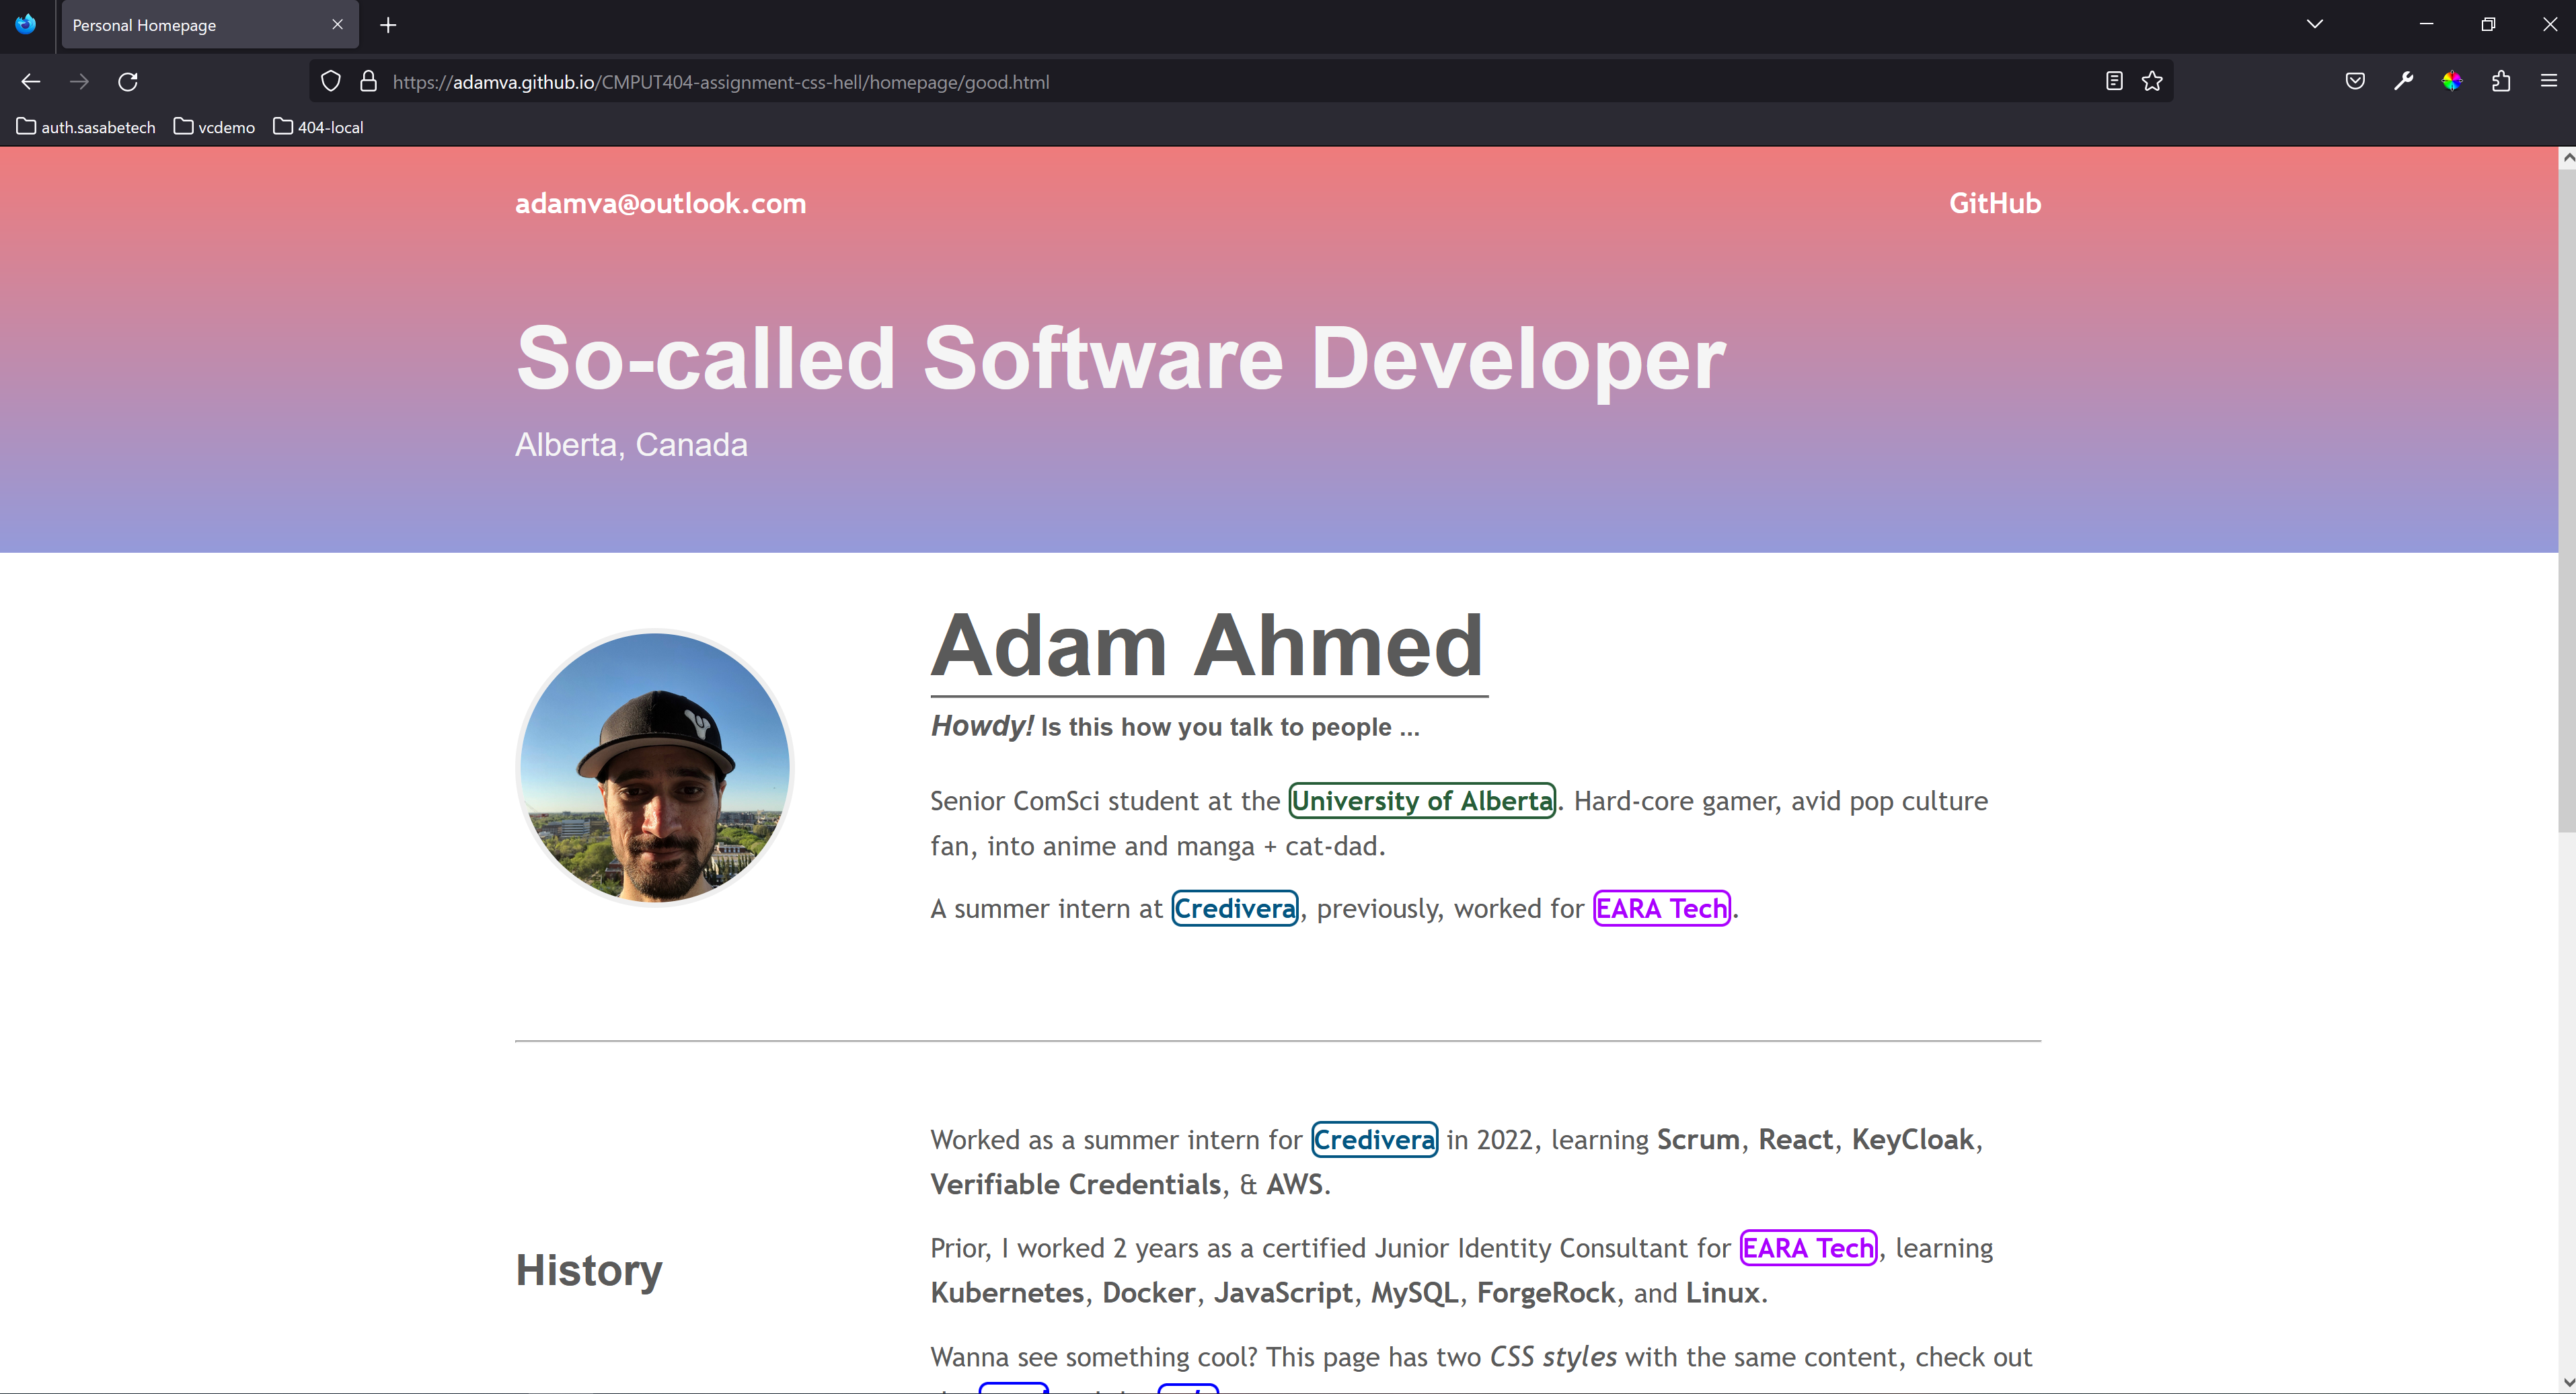 Personal Homepage
https://adamva.github.io/CMPUT404-assignment-css-hell/homepage/good.html
auth.sasabetech vcdemo 404-local
adamva@outlook.com GitHub
So-called Software Developer
Alberta, Canada
Adam Ahmed
Howdy! Is this how you talk to people ...
Senior ComSci student at the University of Alberta. Hard-core gamer, avid pop culture
fan, into anime and manga + cat-dad.
A summer intern at Credivera, previously, worked for EARA Tech.
History
Worked as a summer intern for Credivera in 2022, learning Scrum, React, KeyCloak,
Verifiable Credentials, & AWS.
Prior, I worked 2 years as a certified Junior Identity Consultant for EARA Tech, learning
Kubernetes, Docker, JavaScript, MySQL, ForgeRock, and Linux.
Wanna see something cool? This page has two CSS styles with the same content, check out